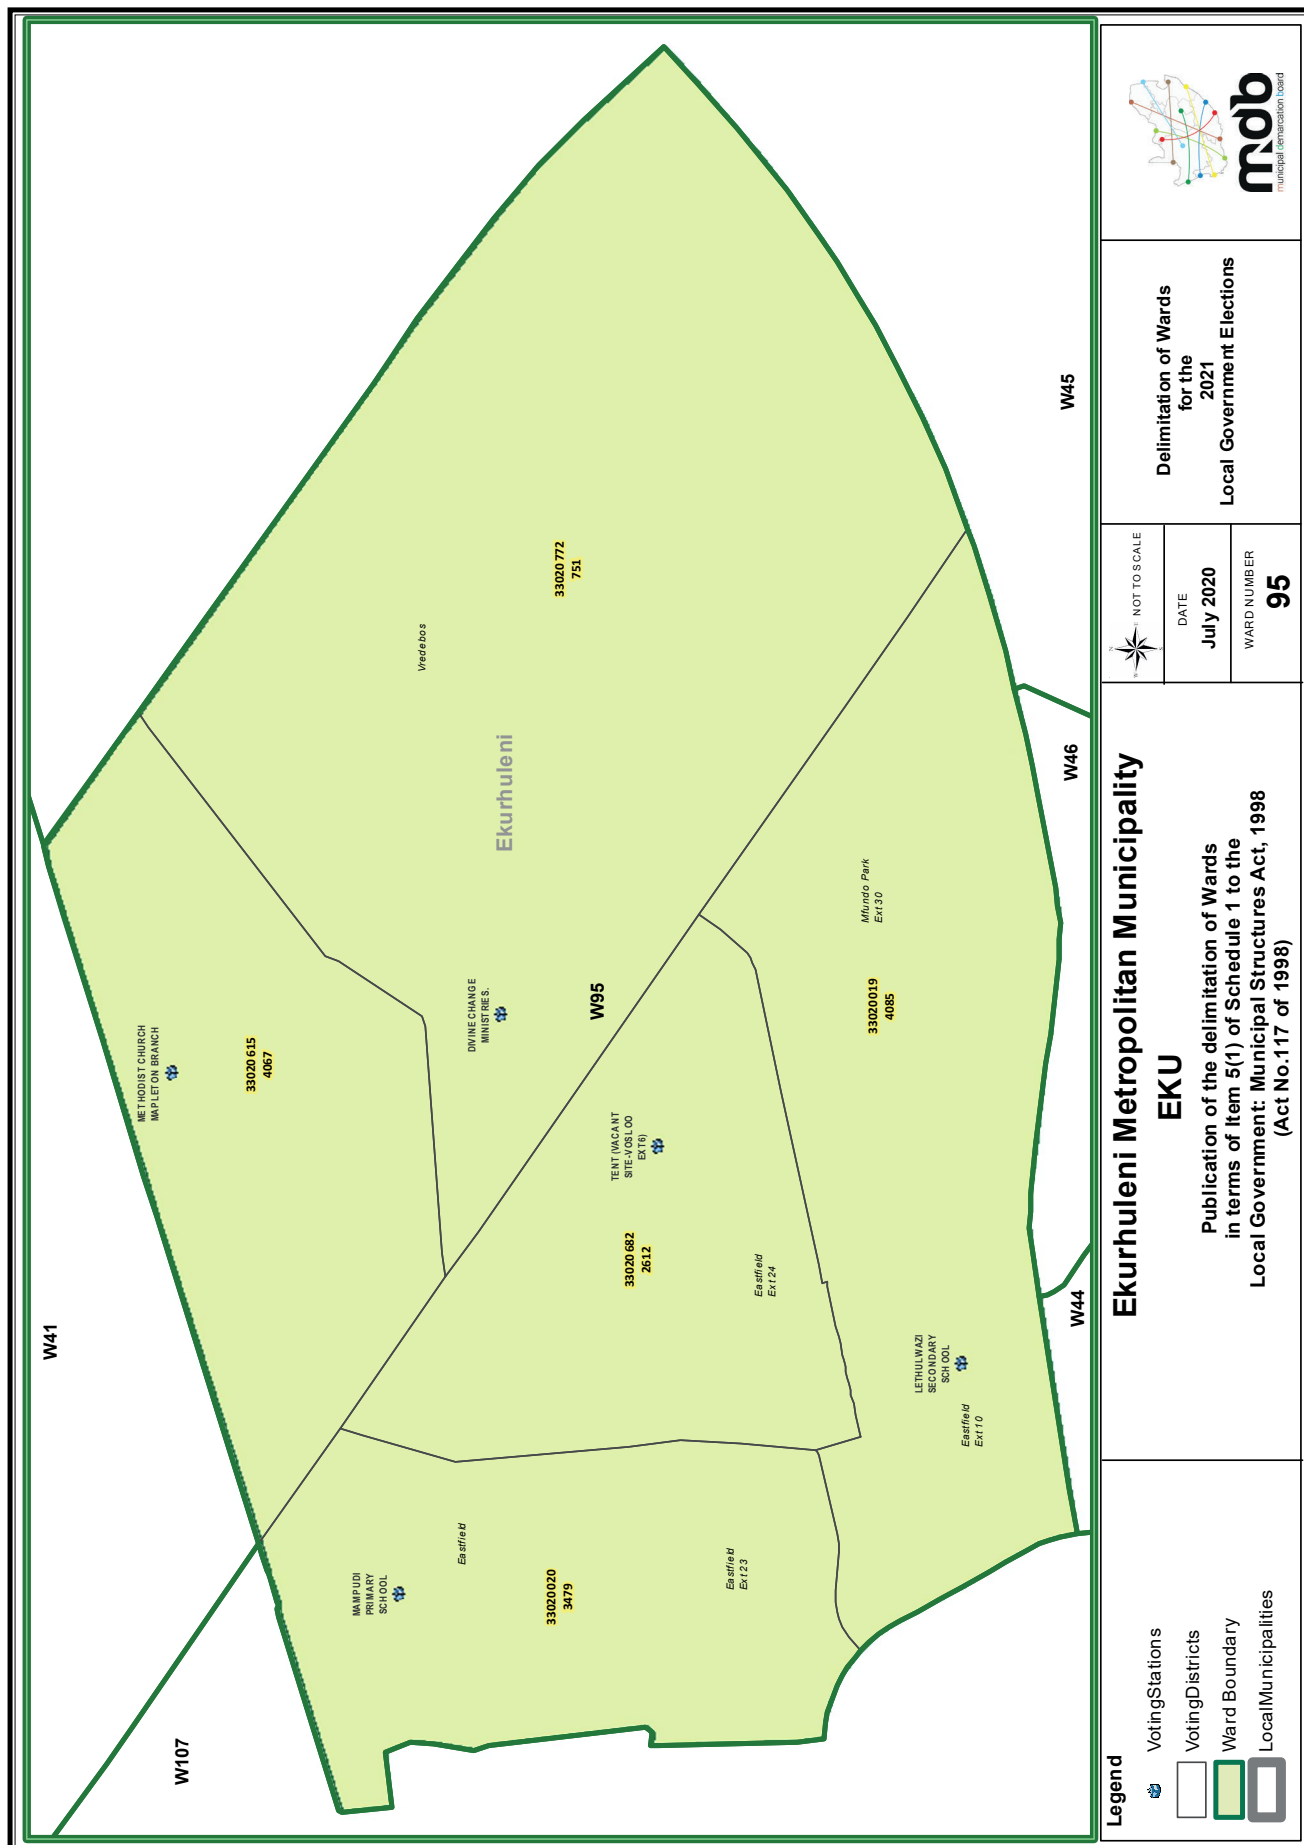 W107
W41
W45
W46
W44
W95
Ekurhuleni
METHODIST CHURCH
MAPLETON BRANCH
33020615
4067
Vredebos
33020772
751
DIVINE CHANGE
MINISTRIES.
TENT (VACANT
SITE-VOSLOO
EXT6)
33020682
2612
Eastfield
Ext 24
Mfundo Park
Ext 30
33020019
4085
LETHULWAZI
SECONDARY
SCHOOL
Eastfield
Ext 10
MAMPUDI
PRIMARY
SCHOOL
Eastfield
33020020
3479
Eastfield
Ext 23
Legend
VotingStations
VotingDistricts
Ward Boundary
LocalMunicipalities
Ekurhuleni Metropolitan Municipality
EKU
Publication of the delimitation of Wards
in terms of Item 5(1) of Schedule 1 to the
Local Government: Municipal Structures Act, 1998
(Act No.117 of 1998)
N
W
E
S
NOT TO SCALE
DATE
July 2020
WARD NUMBER
95
Delimitation of Wards
for the
2021
Local Government Elections
mdb
municipal demarcation board